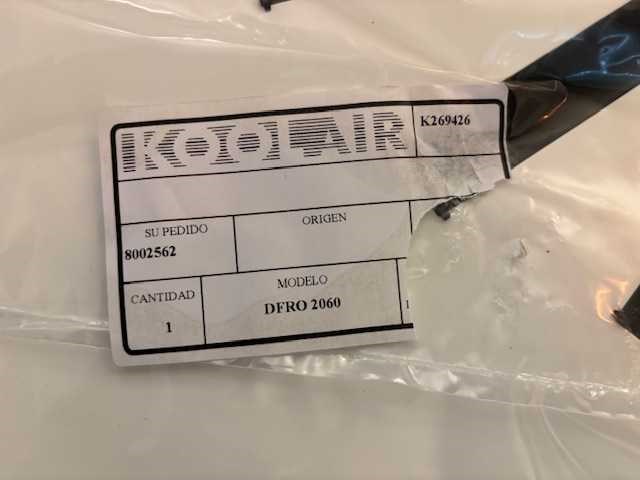 KOOLAIR
K269426
SU PEDIDO
8002562
ORIGEN
CANTIDAD
1
MODELO
DFRO 2060